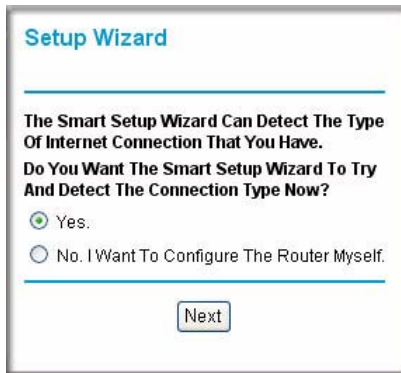 Setup Wizard
The Smart Setup Wizard Can Detect The Type
Of Internet Connection That You Have.
Do You Want The Smart Setup Wizard To Try
And Detect The Connection Type Now?
Yes.
No. I Want To Configure The Router Myself.
Next